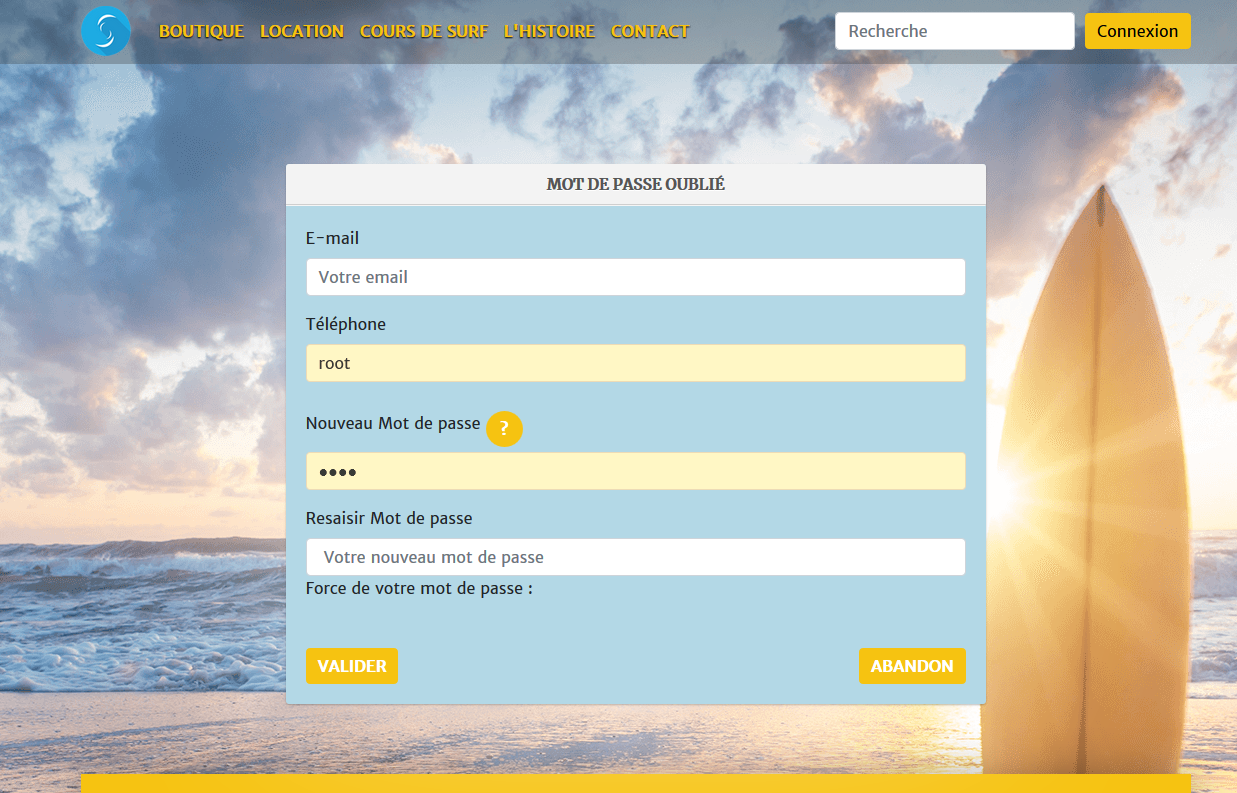 BOUTIQUE LOCATION COURS DE SURF L'HISTOIRE CONTACT Recherche Connexion
MOT DE PASSE OUBLIÉ
E-mail
Votre email
Téléphone
root
Nouveau Mot de passe ?
••••
Resaisir Mot de passe
Votre nouveau mot de passe
Force de votre mot de passe :
VALIDER ABANDON